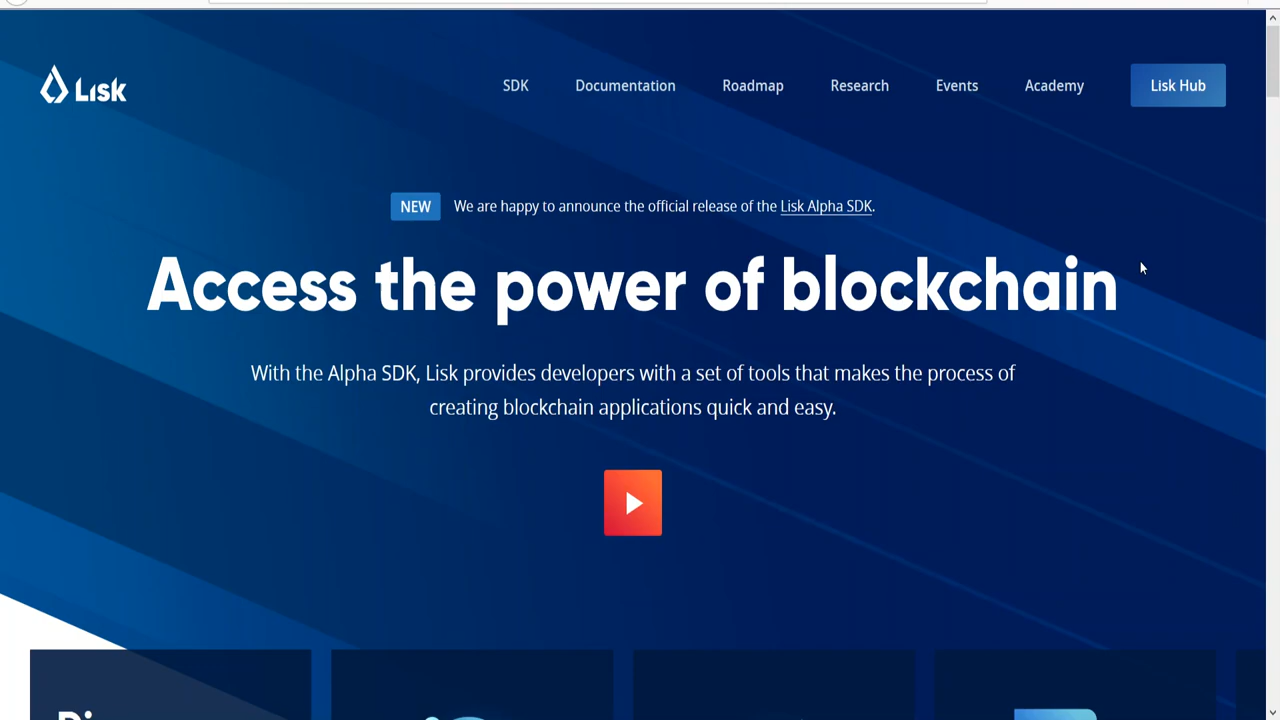 Lisk
SDK
Documentation
Roadmap
Research
Events
Academy
Lisk Hub
NEW
We are happy to announce the official release of the Lisk Alpha SDK.
Access the power of blockchain
With the Alpha SDK, Lisk provides developers with a set of tools that makes the process of
creating blockchain applications quick and easy.